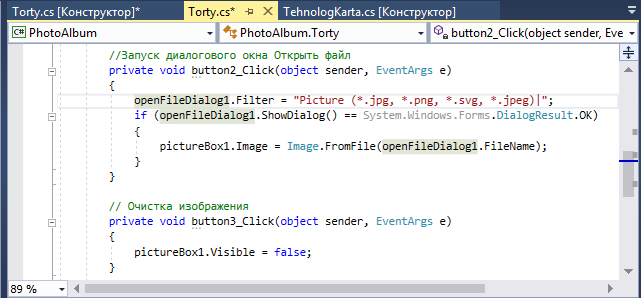 Torty.cs [Конструктор]*
Torty.cs*
TehnologKarta.cs [Конструктор]
C# PhotoAlbum
PhotoAlbum.Torty
button2_Click(object sender, Eve
//Запуск диалогового окна Открыть файл
private void button2_Click(object sender, EventArgs e)
{
openFileDialog1.Filter = "Picture (*.jpg, *.png, *.svg, *.jpeg)|";
if (openFileDialog1.ShowDialog() == System.Windows.Forms.DialogResult.OK)
{
pictureBox1.Image = Image.FromFile(openFileDialog1.FileName);
}
}
// Очистка изображения
private void button3_Click(object sender, EventArgs e)
{
pictureBox1.Visible = false;
}
89 %